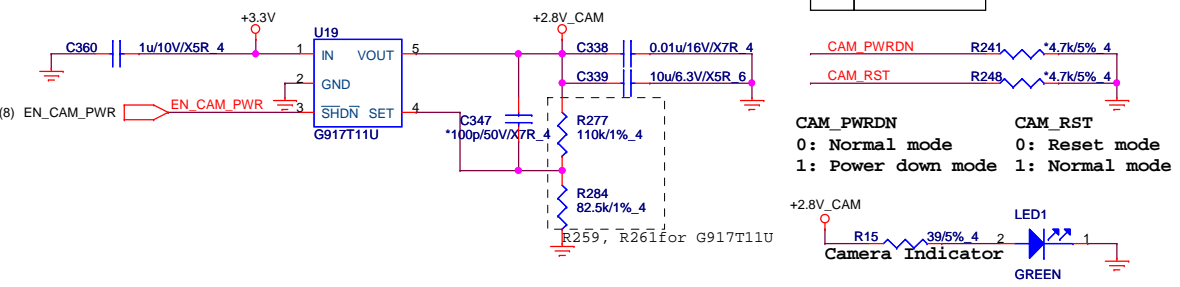 +3.3V
+2.8V_CAM
U19
C360
1u/10V/X5R_4
1
IN
VOUT
5
C338
0.01u/16V/X7R_4
2
GND
C339
10u/6.3V/X5R_6
(8) EN_CAM_PWR
EN_CAM_PWR
3
SHDN
SET
4
G917T11U
C347
*100p/50V/X7R_4
R277
110k/1%_4
R284
82.5k/1%_4
R259, R261for G917T11U
CAM_PWRDN
R241
*4.7k/5%_4
CAM_RST
R248
*4.7k/5%_4
CAM_PWRDN
0: Normal mode
1: Power down mode
CAM_RST
0: Reset mode
1: Normal mode
+2.8V_CAM
LED1
R15
39/5%_4
2
1
Camera Indicator
GREEN